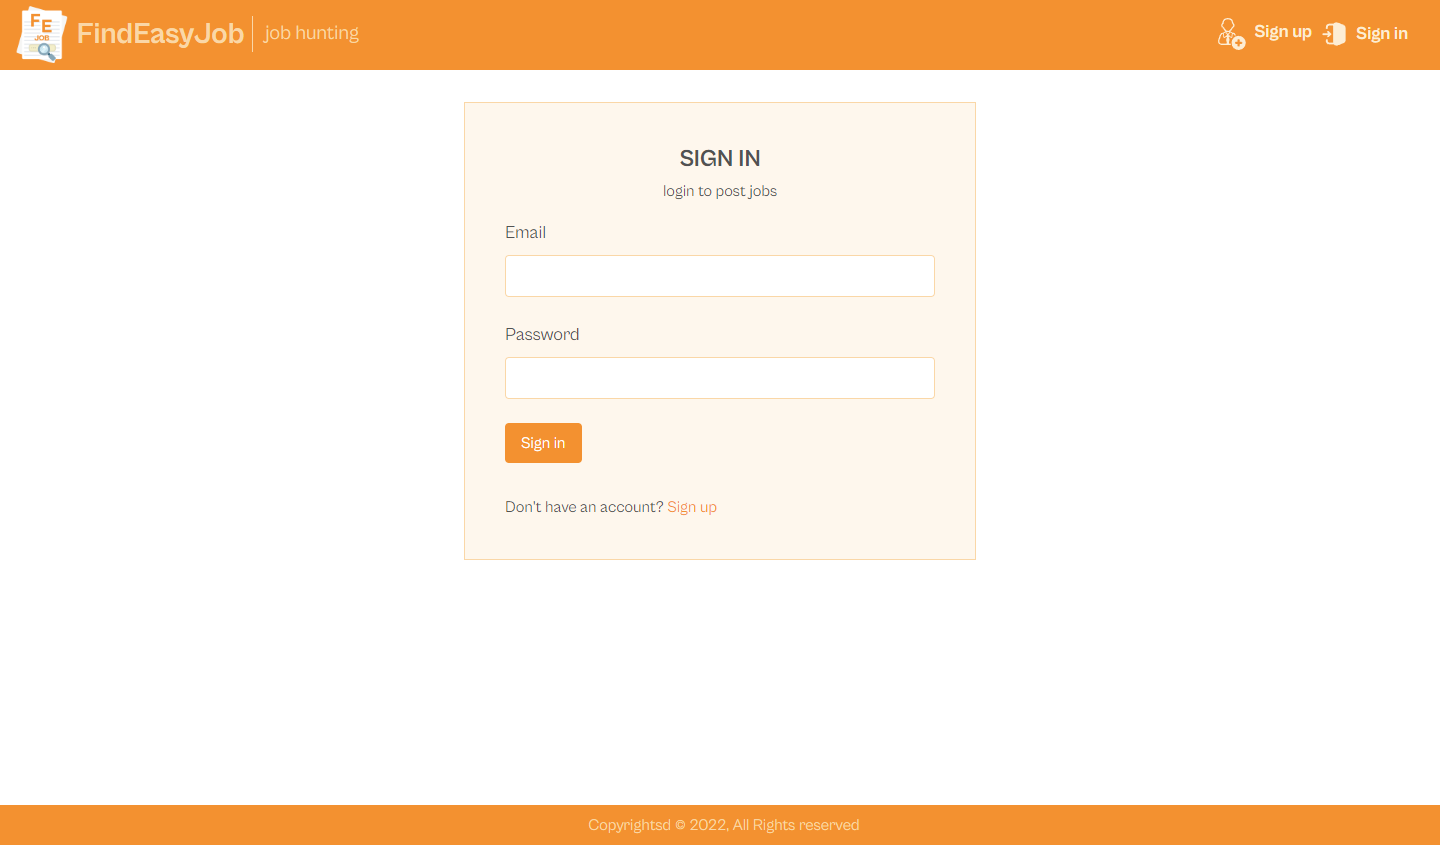 FE
JOB
FindEasyJob
job hunting
Sign up
Sign in
SIGN IN
login to post jobs
Email
Password
Sign in
Don't have an account? Sign up
Copyrightsd © 2022, All Rights reserved